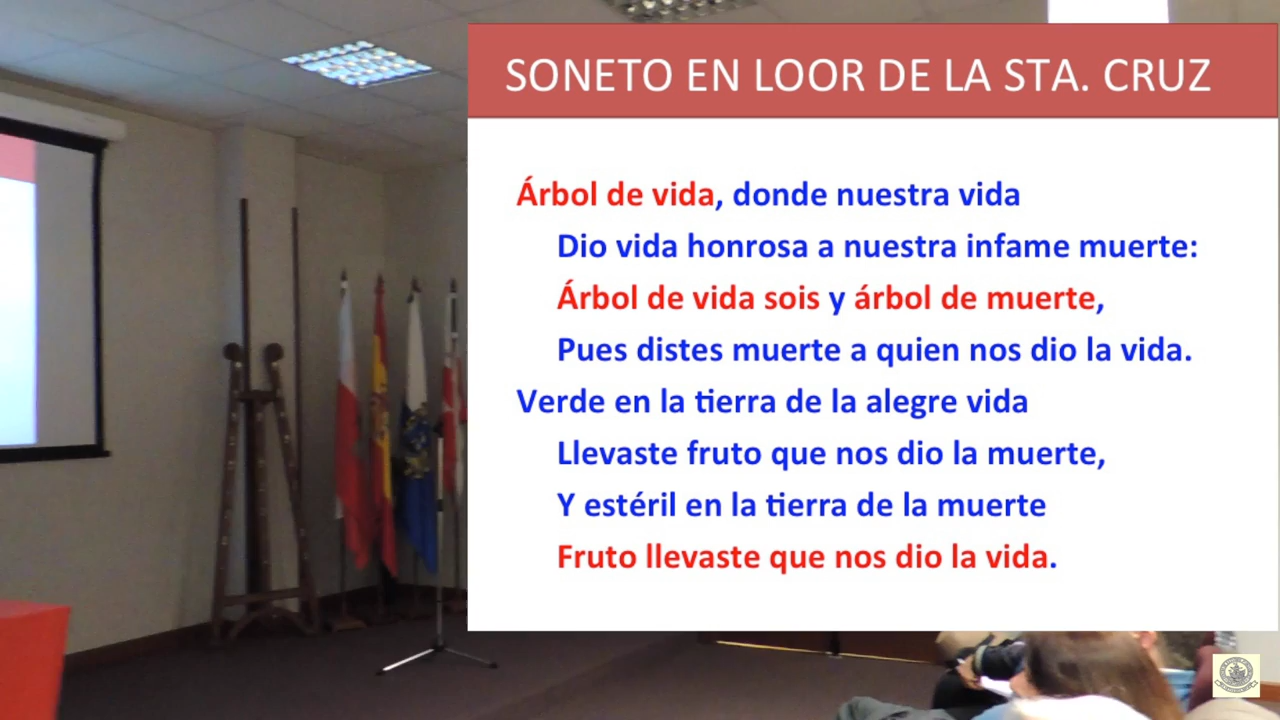 SONETO EN LOOR DE LA STA. CRUZ
Árbol de vida, donde nuestra vida
Dio vida honrosa a nuestra infame muerte:
Árbol de vida sois y árbol de muerte,
Pues distes muerte a quien nos dio la vida.
Verde en la tierra de la alegre vida
Llevaste fruto que nos dio la muerte,
Y estéril en la tierra de la muerte
Fruto llevaste que nos dio la vida.